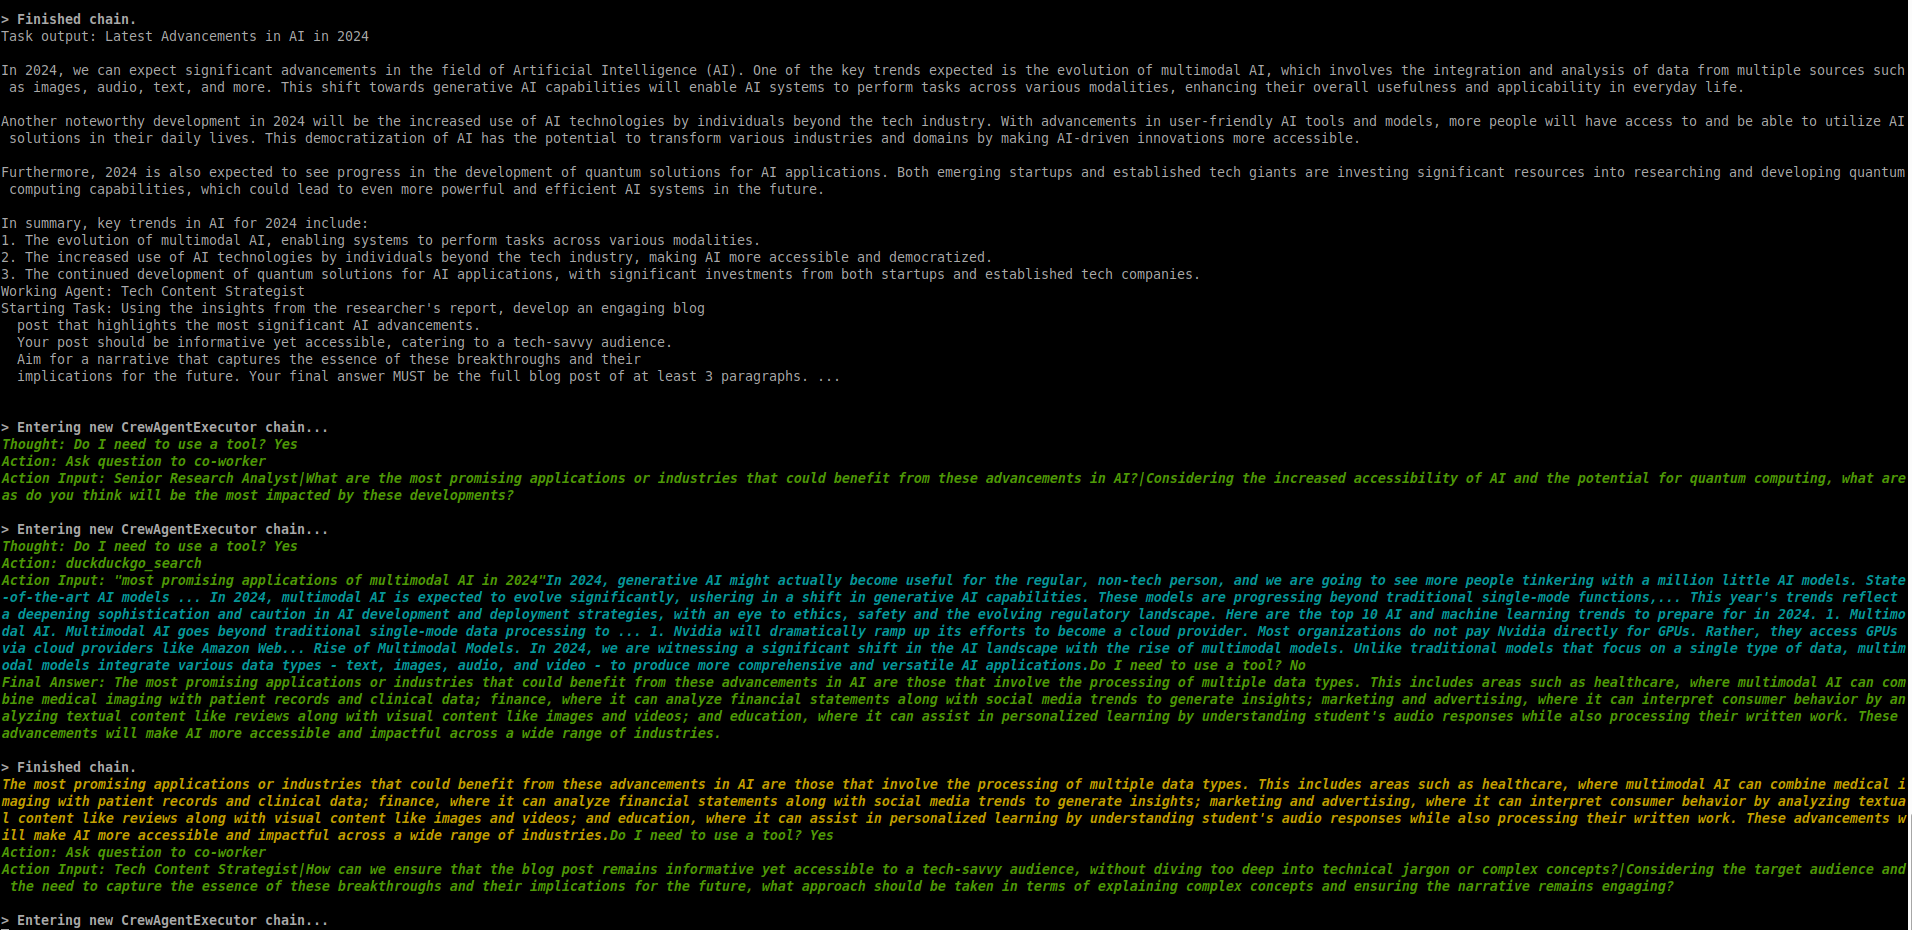 > Finished chain.
Task output: Latest Advancements in AI in 2024
In 2024, we can expect significant advancements in the field of Artificial Intelligence (AI). One of the key trends expected is the evolution of multimodal AI, which involves the integration and analysis of data from multiple sources such
as images, audio, text, and more. This shift towards generative AI capabilities will enable AI systems to perform tasks across various modalities, enhancing their overall usefulness and applicability in everyday life.
Another noteworthy development in 2024 will be the increased use of AI technologies by individuals beyond the tech industry. With advancements in user-friendly AI tools and models, more people will have access to and be able to utilize AI
solutions in their daily lives. This democratization of AI has the potential to transform various industries and domains by making AI-driven innovations more accessible.
Furthermore, 2024 is also expected to see progress in the development of quantum solutions for AI applications. Both emerging startups and established tech giants are investing significant resources into researching and developing quantum
computing capabilities, which could lead to even more powerful and efficient AI systems in the future.
In summary, key trends in AI for 2024 include:
1. The evolution of multimodal AI, enabling systems to perform tasks across various modalities.
2. The increased use of AI technologies by individuals beyond the tech industry, making AI more accessible and democratized.
3. The continued development of quantum solutions for AI applications, with significant investments from both startups and established tech companies.
Working Agent: Tech Content Strategist
Starting Task: Using the insights from the researcher's report, develop an engaging blog
post that highlights the most significant AI advancements.
Your post should be informative yet accessible, catering to a tech-savvy audience.
Aim for a narrative that captures the essence of these breakthroughs and their
implications for the future. Your final answer MUST be the full blog post of at least 3 paragraphs. ...
> Entering new CrewAgentExecutor chain...
Thought: Do I need to use a tool? Yes
Action: Ask question to co-worker
Action Input: Senior Research Analyst|What are the most promising applications or industries that could benefit from these advancements in AI?|Considering the increased accessibility of AI and the potential for quantum computing, what are
as do you think will be the most impacted by these developments?
> Entering new CrewAgentExecutor chain...
Thought: Do I need to use a tool? Yes
Action: duckduckgo_search
Action Input: "most promising applications of multimodal AI in 2024"In 2024, generative AI might actually become useful for the regular, non-tech person, and we are going to see more people tinkering with a million little AI models. State
-of-the-art AI models ... In 2024, multimodal AI is expected to evolve significantly, ushering in a shift in generative AI capabilities. These models are progressing beyond traditional single-mode functions,... This year's trends reflect
a deepening sophistication and caution in AI development and deployment strategies, with an eye to ethics, safety and the evolving regulatory landscape. Here are the top 10 AI and machine learning trends to prepare for in 2024. 1. Multimo
dal AI. Multimodal AI goes beyond traditional single-mode data processing to ... 1. Nvidia will dramatically ramp up its efforts to become a cloud provider. Most organizations do not pay Nvidia directly for GPUs. Rather, they access GPUs
via cloud providers like Amazon Web... Rise of Multimodal Models. In 2024, we are witnessing a significant shift in the AI landscape with the rise of multimodal models. Unlike traditional models that focus on a single type of data, multim
odal models integrate various data types - text, images, audio, and video - to produce more comprehensive and versatile AI applications.Do I need to use a tool? No
Final Answer: The most promising applications or industries that could benefit from these advancements in AI are those that involve the processing of multiple data types. This includes areas such as healthcare, where multimodal AI can com
bine medical imaging with patient records and clinical data; finance, where it can analyze financial statements along with social media trends to generate insights; marketing and advertising, where it can interpret consumer behavior by an
alyzing textual content like reviews along with visual content like images and videos; and education, where it can assist in personalized learning by understanding student's audio responses while also processing their written work. These
advancements will make AI more accessible and impactful across a wide range of industries.
> Finished chain.
The most promising applications or industries that could benefit from these advancements in AI are those that involve the processing of multiple data types. This includes areas such as healthcare, where multimodal AI can combine medical i
maging with patient records and clinical data; finance, where it can analyze financial statements along with social media trends to generate insights; marketing and advertising, where it can interpret consumer behavior by analyzing textua
l content like reviews along with visual content like images and videos; and education, where it can assist in personalized learning by understanding student's audio responses while also processing their written work. These advancements w
ill make AI more accessible and impactful across a wide range of industries.Do I need to use a tool? Yes
Action: Ask question to co-worker
Action Input: Tech Content Strategist|How can we ensure that the blog post remains informative yet accessible to a tech-savvy audience, without diving too deep into technical jargon or complex concepts?|Considering the target audience and
the need to capture the essence of these breakthroughs and their implications for the future, what approach should be taken in terms of explaining complex concepts and ensuring the narrative remains engaging?
> Entering new CrewAgentExecutor chain...